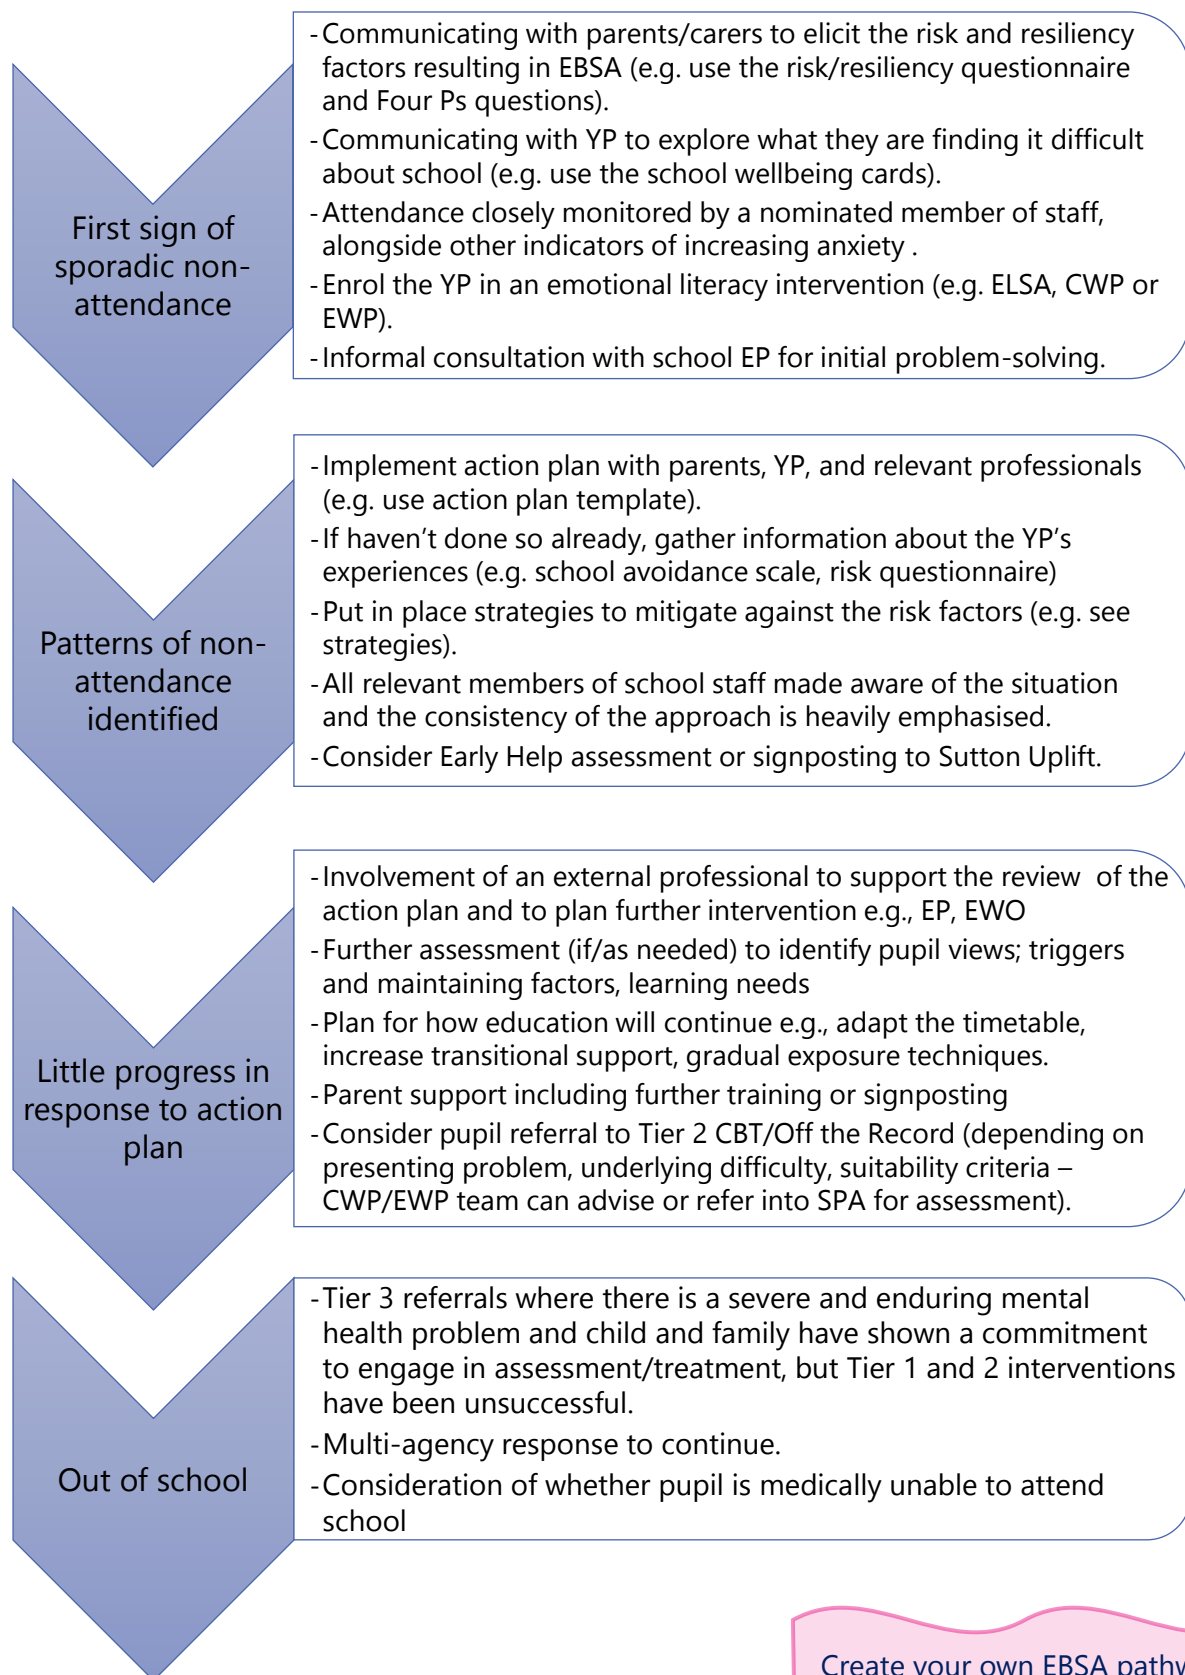 First sign of
sporadic non-
attendance
-Communicating with parents/carers to elicit the risk and resiliency
factors resulting in EBSA (e.g. use the risk/resiliency questionnaire
and Four Ps questions).
-Communicating with YP to explore what they are finding it difficult
about school (e.g. use the school wellbeing cards).
-Attendance closely monitored by a nominated member of staff,
alongside other indicators of increasing anxiety .
-Enrol the YP in an emotional literacy intervention (e.g. ELSA, CWP or
EWP).
-Informal consultation with school EP for initial problem-solving.
Patterns of non-
attendance
identified
-Implement action plan with parents, YP, and relevant professionals
(e.g. use action plan template).
-If haven't done so already, gather information about the YP's
experiences (e.g. school avoidance scale, risk questionnaire)
-Put in place strategies to mitigate against the risk factors (e.g. see
strategies).
-All relevant members of school staff made aware of the situation
and the consistency of the approach is heavily emphasised.
-Consider Early Help assessment or signposting to Sutton Uplift.
Little progress in
response to action
plan
-Involvement of an external professional to support the review  of the
action plan and to plan further intervention e.g., EP, EWO
-Further assessment (if/as needed) to identify pupil views; triggers
and maintaining factors, learning needs
-Plan for how education will continue e.g., adapt the timetable,
increase transitional support, gradual exposure techniques.
-Parent support including further training or signposting
-Consider pupil referral to Tier 2 CBT/Off the Record (depending on
presenting problem, underlying difficulty, suitability criteria –
CWP/EWP team can advise or refer into SPA for assessment).
Out of school
-Tier 3 referrals where there is a severe and enduring mental
health problem and child and family have shown a commitment
to engage in assessment/treatment, but Tier 1 and 2 interventions
have been unsuccessful.
-Multi-agency response to continue.
-Consideration of whether pupil is medically unable to attend
school
Create your own EBSA